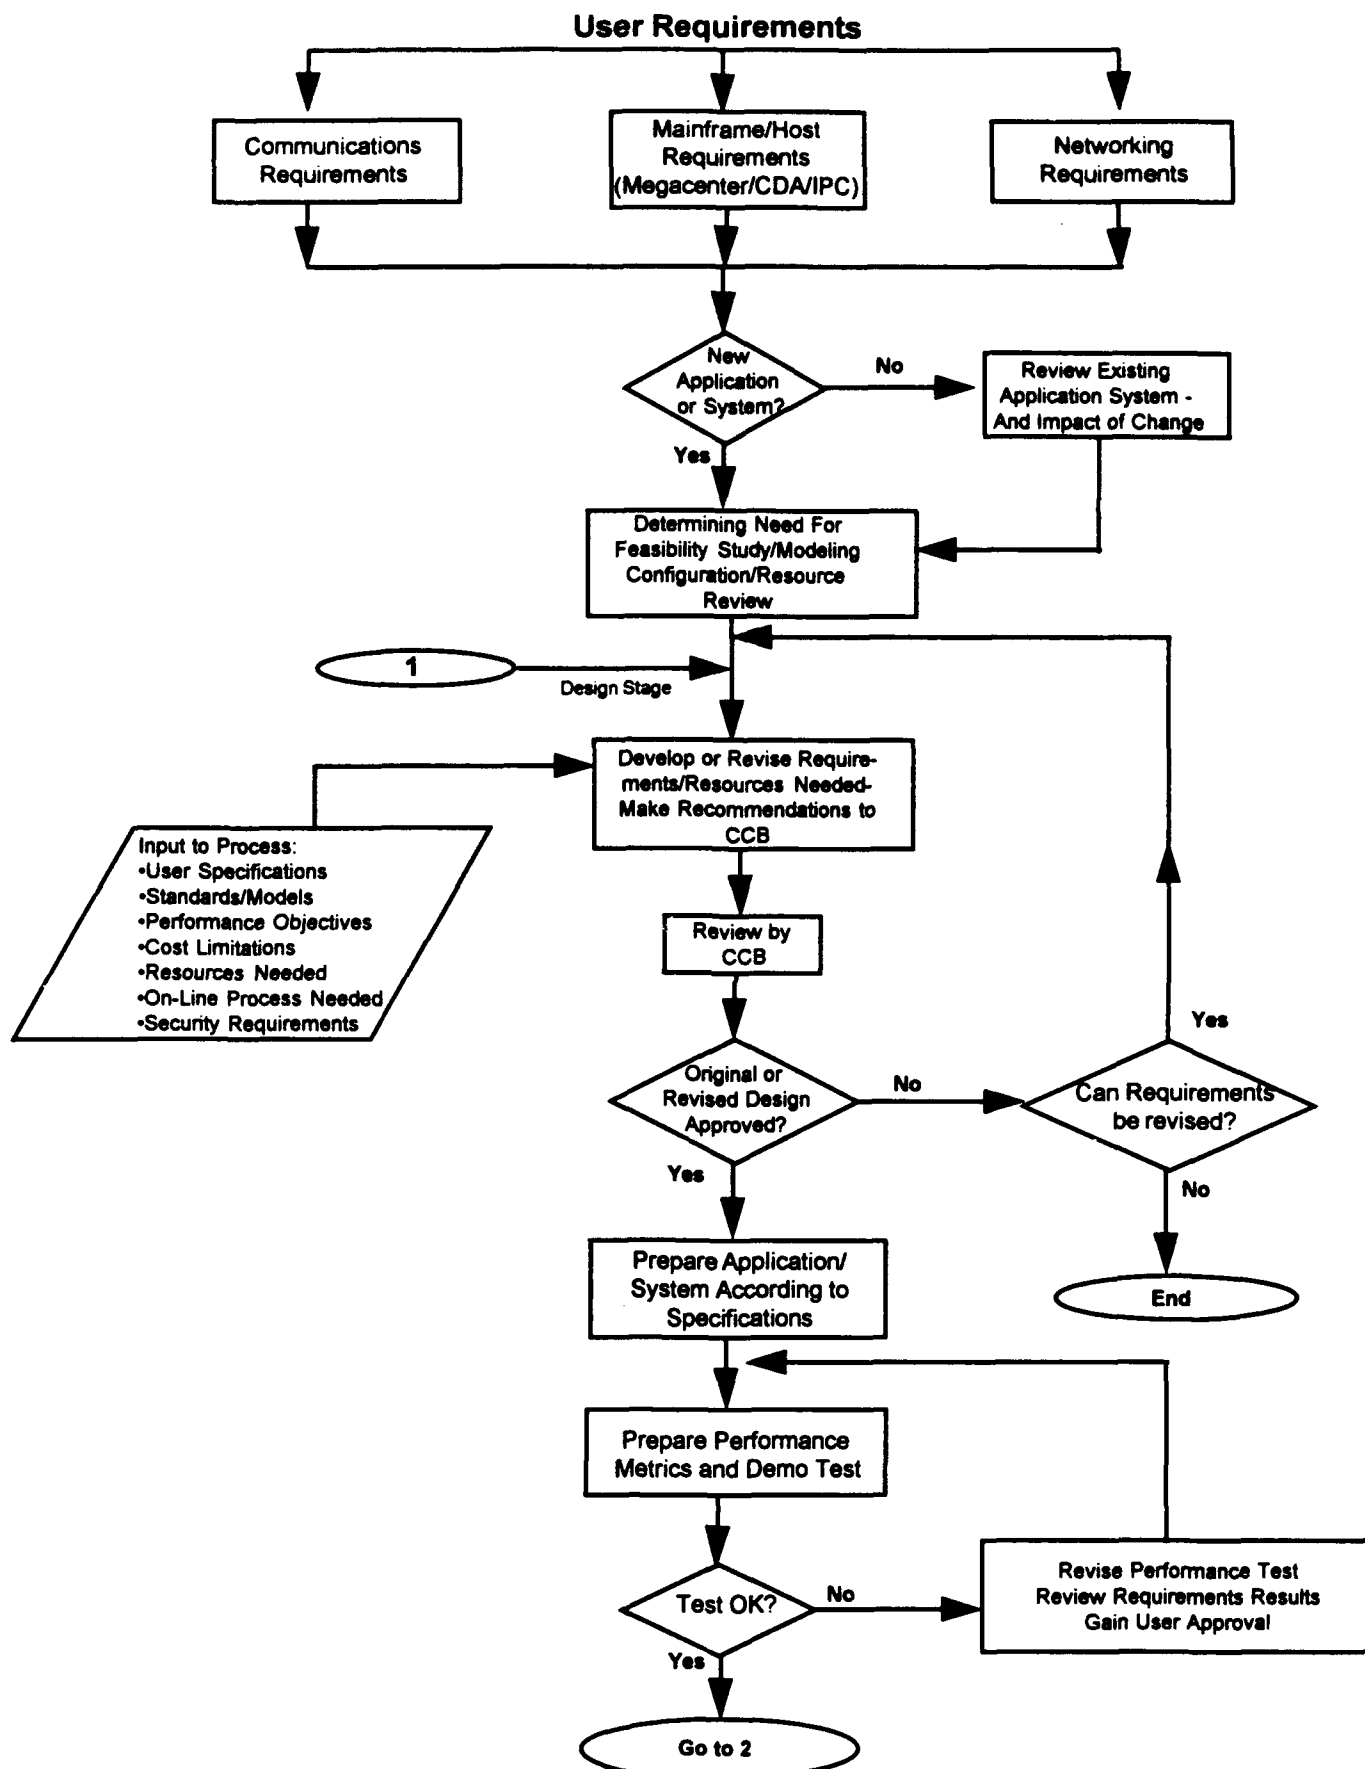 User Requirements
Communications
Requirements
Mainframe/Host
Requirements
(Megacenter/CDA/IPC)
Networking
Requirements
New
Application
or System?
No
Review Existing
Application System -
And Impact of Change
Yes
Determining Need For
Feasibility Study/Modeling
Configuration/Resource
Review
1
Design Stage
Develop or Revise Require-
ments/Resources Needed-
Make Recommendations to
CCB
Input to Process:
•User Specifications
•Standards/Models
•Performance Objectives
•Cost Limitations
•Resources Needed
•On-Line Process Needed
•Security Requirements
Review by
CCB
Original or
Revised Design
Approved?
No
Can Requirements
be revised?
Yes
Yes
No
End
Prepare Application/
System According to
Specifications
Prepare Performance
Metrics and Demo Test
Test OK?
No
Revise Performance Test
Review Requirements Results
Gain User Approval
Yes
Go to 2